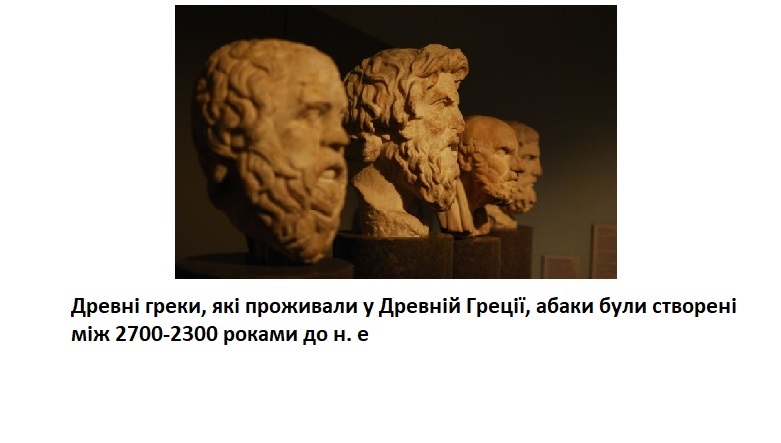 Древні греки, які проживали у Древній Греції, абаки були створені
між 2700-2300 роками до н. е